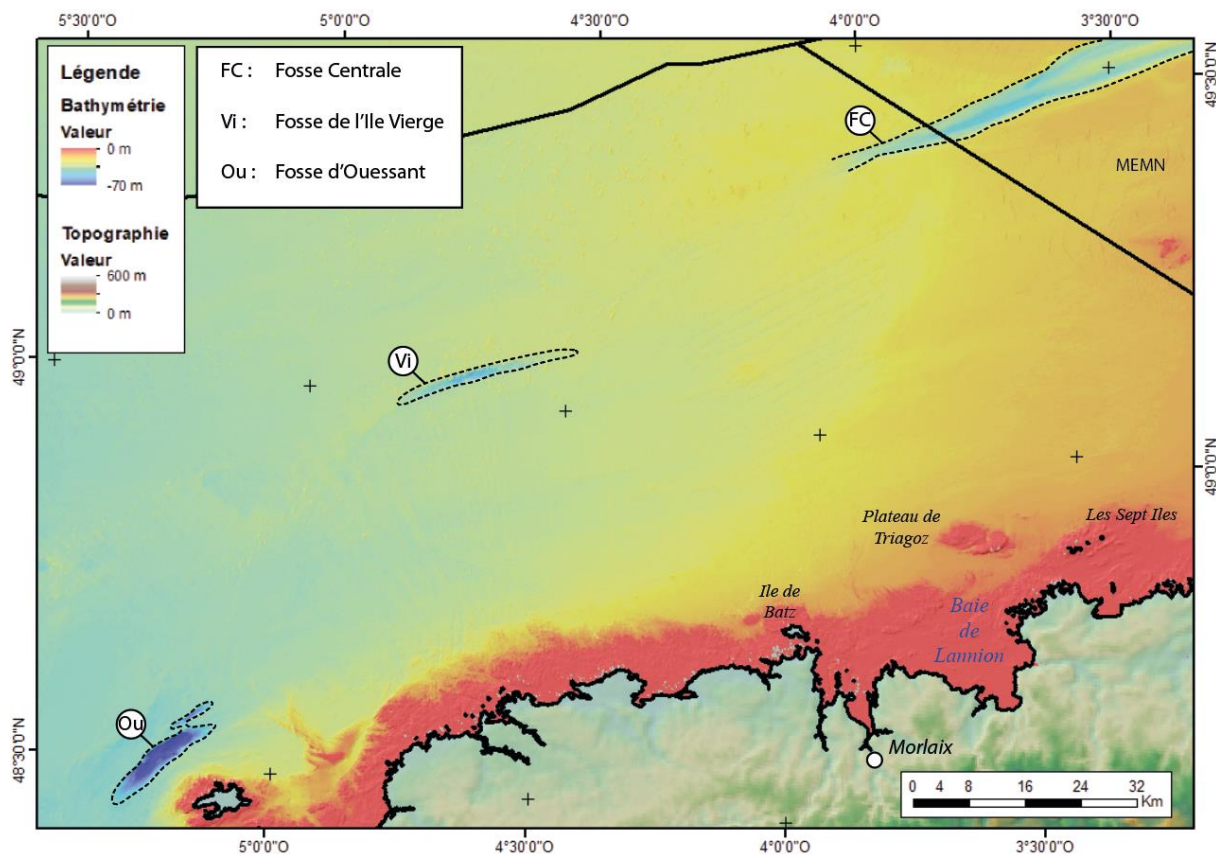 5°30'0"O
5°0'0"O
4°30'0"O
4°0'0"O
3°30'0"O
Légende
Bathymétrie
Valeur
0 m
-70 m
Topographie
Valeur
600 m
0 m
FC : Fosse Centrale
Vi : Fosse de l'Ile Vierge
Ou : Fosse d'Ouessant
49°30'0"N
FC
MEMN
49°0'0"N
Vi
49°0'0"N
Plateau de
Triagoz
Les Sept Iles
Ile de
Batz
Baie
de
Lannion
Ou
48°30'0"N
Morlaix
0 4 8 16 24 32
Km
5°0'0"O
4°30'0"O
4°0'0"O
3°30'0"O